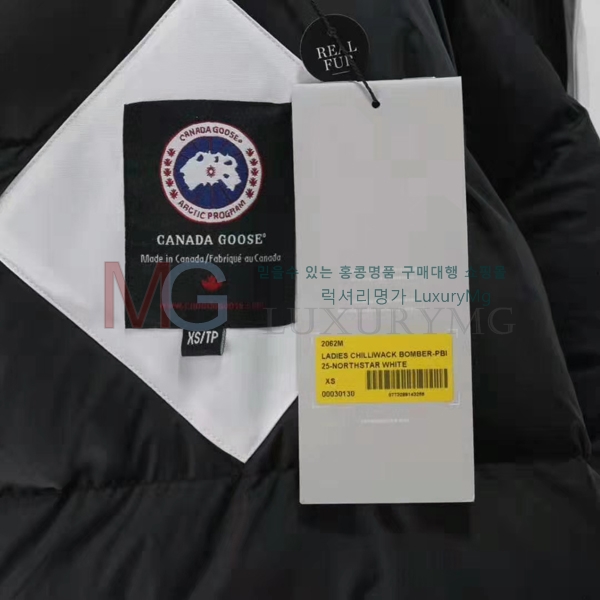 REAL
FUR
CANADA GOOSE
ARCTIC PROGRAM
CANADA GOOSE®
Made in Canada/Fabriqué au Canada
믿을수 있는 홍콩명품 구매대행 쇼핑몰
럭셔리명가 LuxuryMg
MG LUXURYMG
XS/TP
2062M
LADIES CHILLIWACK BOMBER-PBI
25-NORTHSTAR WHITE
XS
00030130